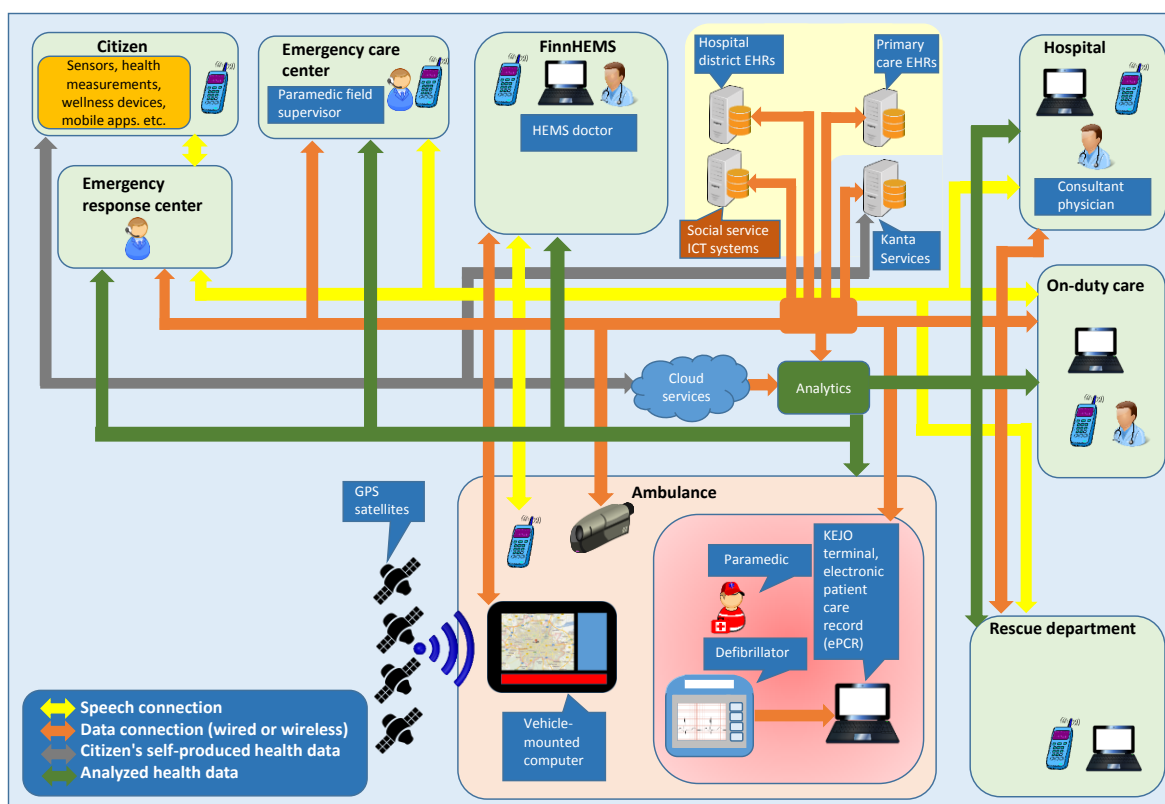 Citizen
Sensors, health
measurements,
wellness devices,
mobile apps. etc.
Emergency care
center
Paramedic field
supervisor
FinnHEMS
HEMS doctor
Hospital
district EHRs
Primary
care EHRs
Social service
ICT systems
Kanta
Services
Hospital
Consultant
physician
Emergency
response center
On-duty care
Cloud
services
Analytics
GPS
satellites
Ambulance
Paramedic
KEJO
terminal,
electronic
patient
care
record
(ePCR)
Defibrillator
Vehicle-
mounted
computer
Rescue department
Speech connection
Data connection (wired or wireless)
Citizen's self-produced health data
Analyzed health data